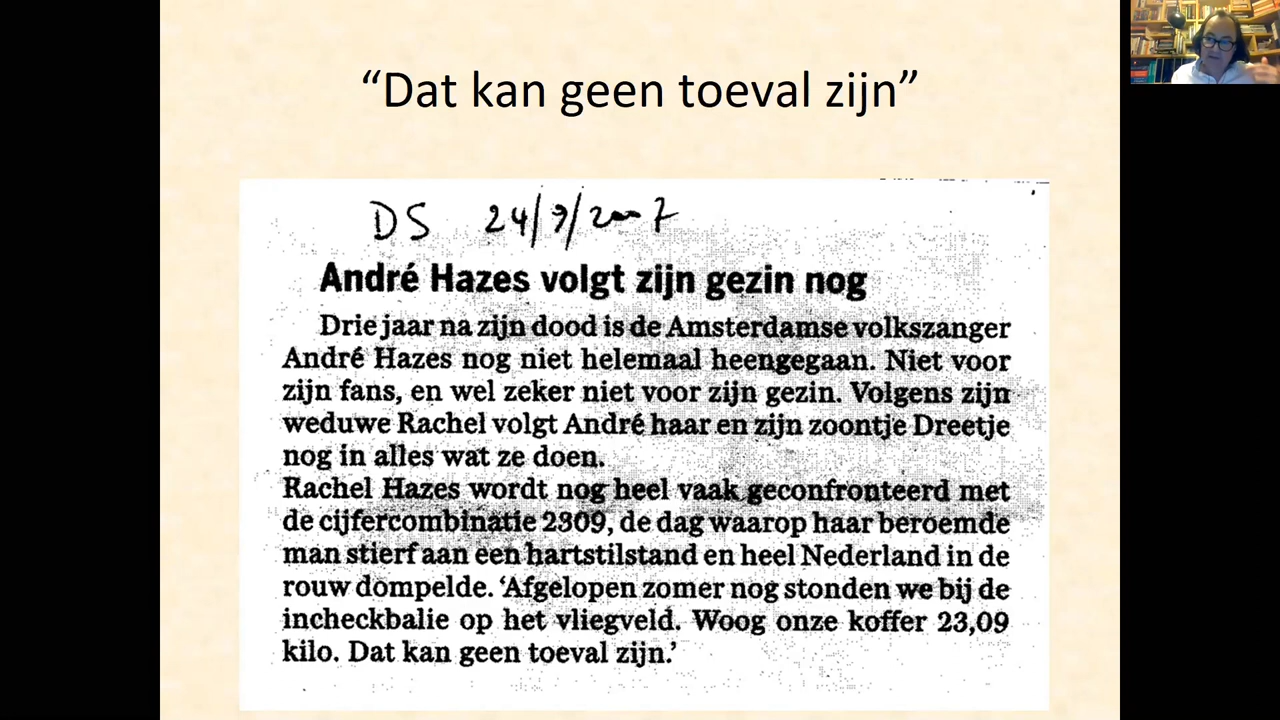 “Dat kan geen toeval zijn”
DS 24/9/2007
André Hazes volgt zijn gezin nog
Drie jaar na zijn dood is de Amsterdamse volkszanger
André Hazes nog niet helemaal heengegaan. Niet voor
zijn fans, en wel zeker niet voor zijn gezin. Volgens zijn
weduwe Rachel volgt André haar en zijn zoontje Dreetje
nog in alles wat ze doen.
Rachel Hazes wordt nog heel vaak geconfronteerd met
de cijfercombinatie 2309, de dag waarop haar beroemde
man stierf aan een hartstilstand en heel Nederland in de
rouw dompelde. ‘Afgelopen zomer nog stonden we bij de
incheckbalie op het vliegveld. Woog onze koffer 23,09
kilo. Dat kan geen toeval zijn.’